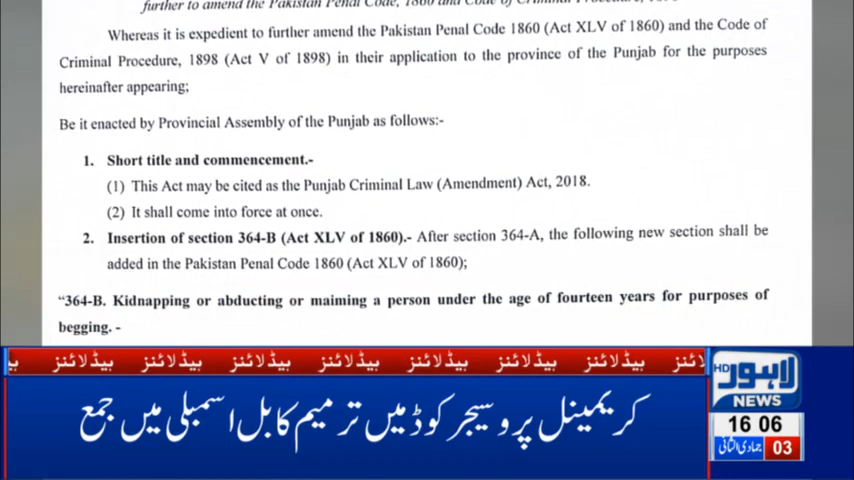 further to amend the Pakistan Penal Code, 1860 and Code of Criminal Procedure,
Whereas it is expedient to further amend the Pakistan Penal Code 1860 (Act XLV of 1860) and the Code of
Criminal Procedure, 1898 (Act V of 1898) in their application to the province of the Punjab for the purposes
hereinafter appearing;
Be it enacted by Provincial Assembly of the Punjab as follows:-
1. Short title and commencement.-
(1) This Act may be cited as the Punjab Criminal Law (Amendment) Act, 2018.
(2) It shall come into force at once.
2. Insertion of section 364-B (Act XLV of 1860).- After section 364-A, the following new section shall be
added in the Pakistan Penal Code 1860 (Act XLV of 1860);
“364-B. Kidnapping or abducting or maiming a person under the age of fourteen years for purposes of
begging. -
ہیڈلائنز ہیڈلائنز ہیڈلائنز ہیڈلائنز ہیڈلائنز ہیڈلائنز ہیڈلائنز
کریمینل پروسیجر کوڈ میں ترمیم کا بل اسمبلی میں جمع
لاہور HD
NEWS
16 06
جمادی الثانی 03